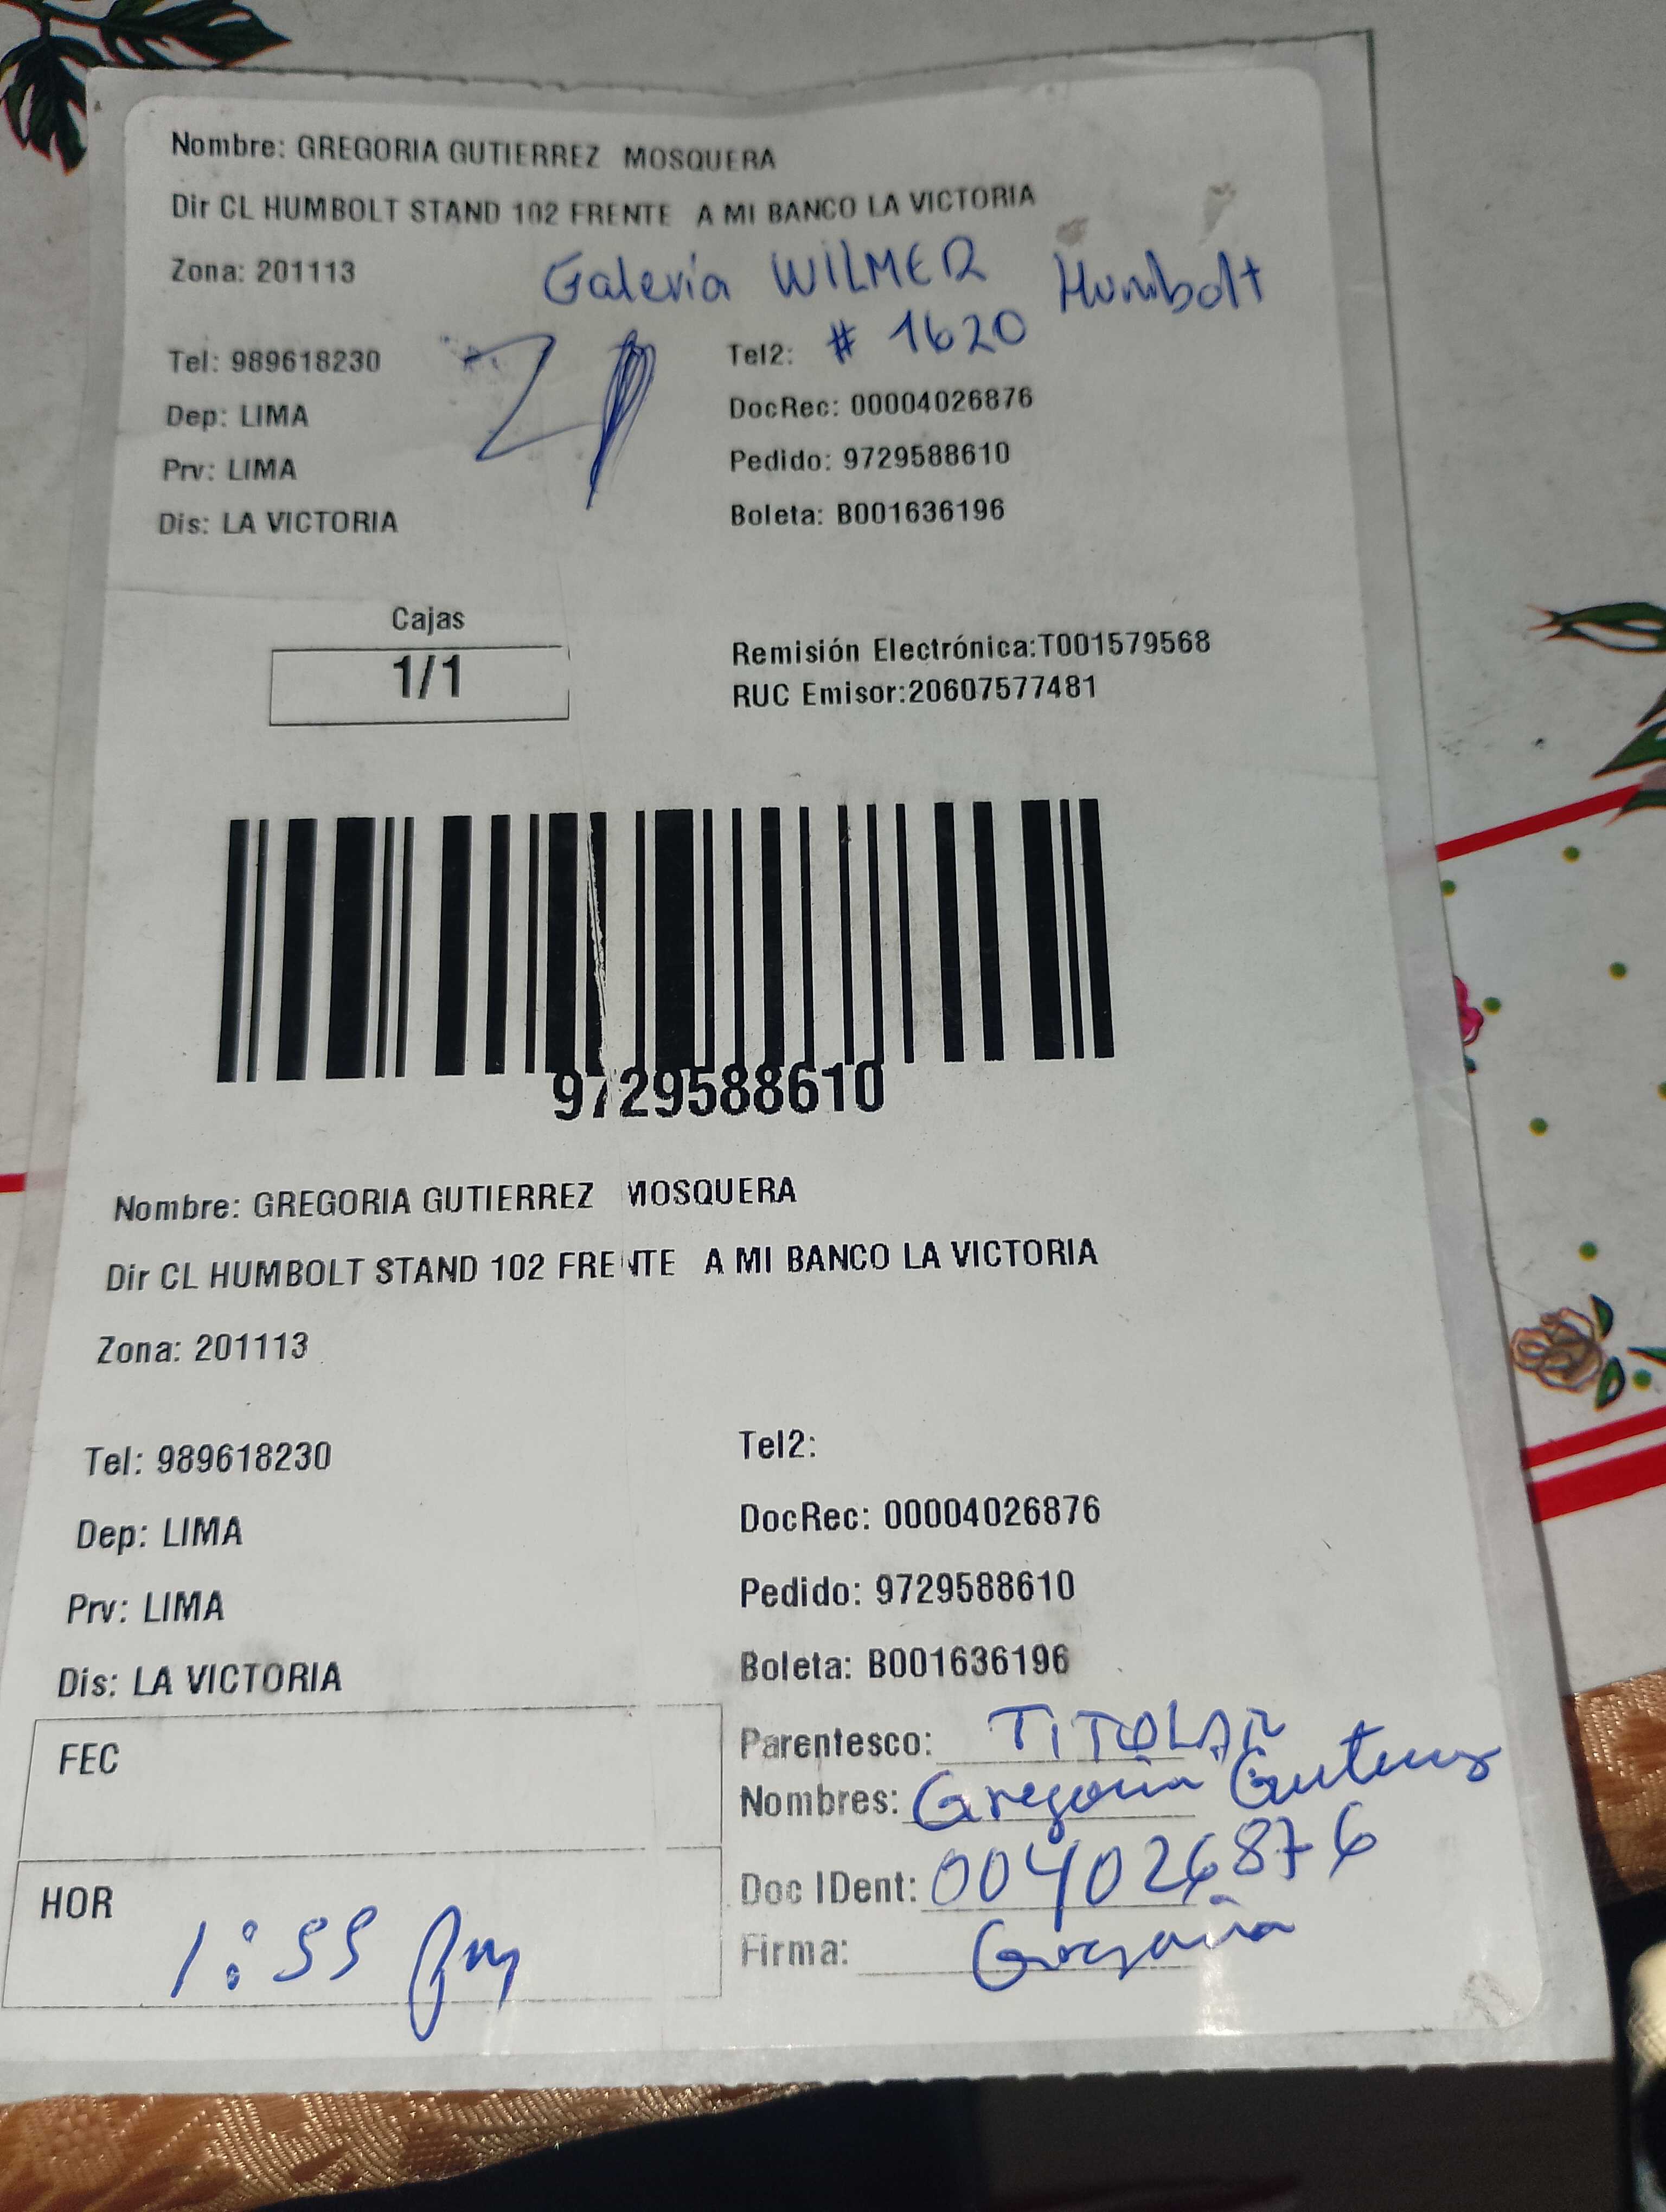 Nombre: GREGORIA GUTIERREZ MOSQUERA
Dir CL HUMBOLT STAND 102 FRENTE A MI BANCO LA VICTORIA
Zona: 201113
Galería WILMER Humbolt
# 1620
Tel: 989618230
Tel2:
Dep: LIMA
DocRec: 00004026876
Prv: LIMA
Pedido: 9729588610
Dis: LA VICTORIA
Boleta: B001636196
Cajas
1/1
Remisión Electrónica:T001579568
RUC Emisor:20607577481
9729588610
Nombre: GREGORIA GUTIERREZ MOSQUERA
Dir CL HUMBOLT STAND 102 FRENTE A MI BANCO LA VICTORIA
Zona: 201113
Tel: 989618230
Tel2:
Dep: LIMA
DocRec: 00004026876
Prv: LIMA
Pedido: 9729588610
Dis: LA VICTORIA
Boleta: B001636196
FEC
Parentesco: TITOLAR
Nombres: Gregoria
Doc IDent: 004026876
HOR
1:55 pm
Firma: Gregoria